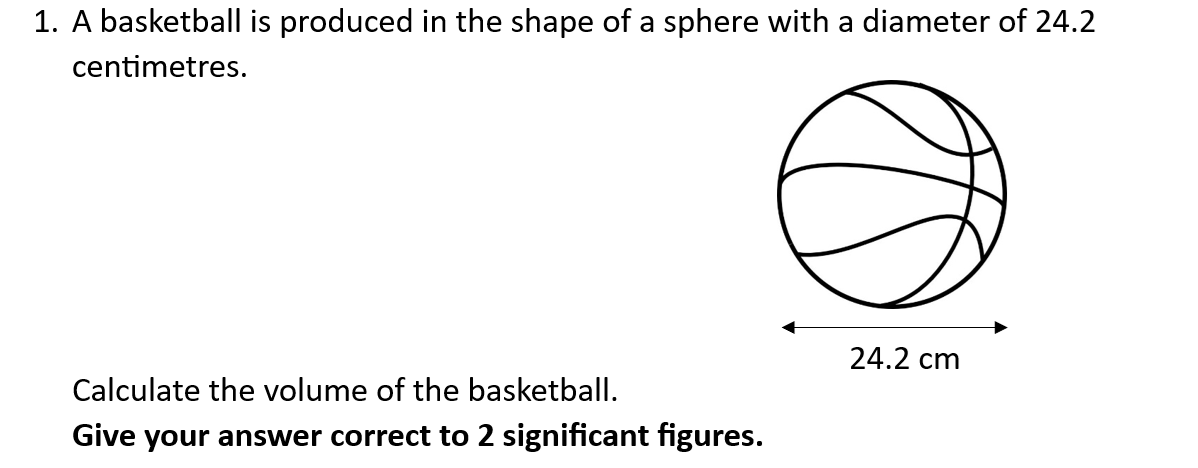 1. A basketball is produced in the shape of a sphere with a diameter of 24.2
centimetres.
24.2 cm
Calculate the volume of the basketball.
Give your answer correct to 2 significant figures.